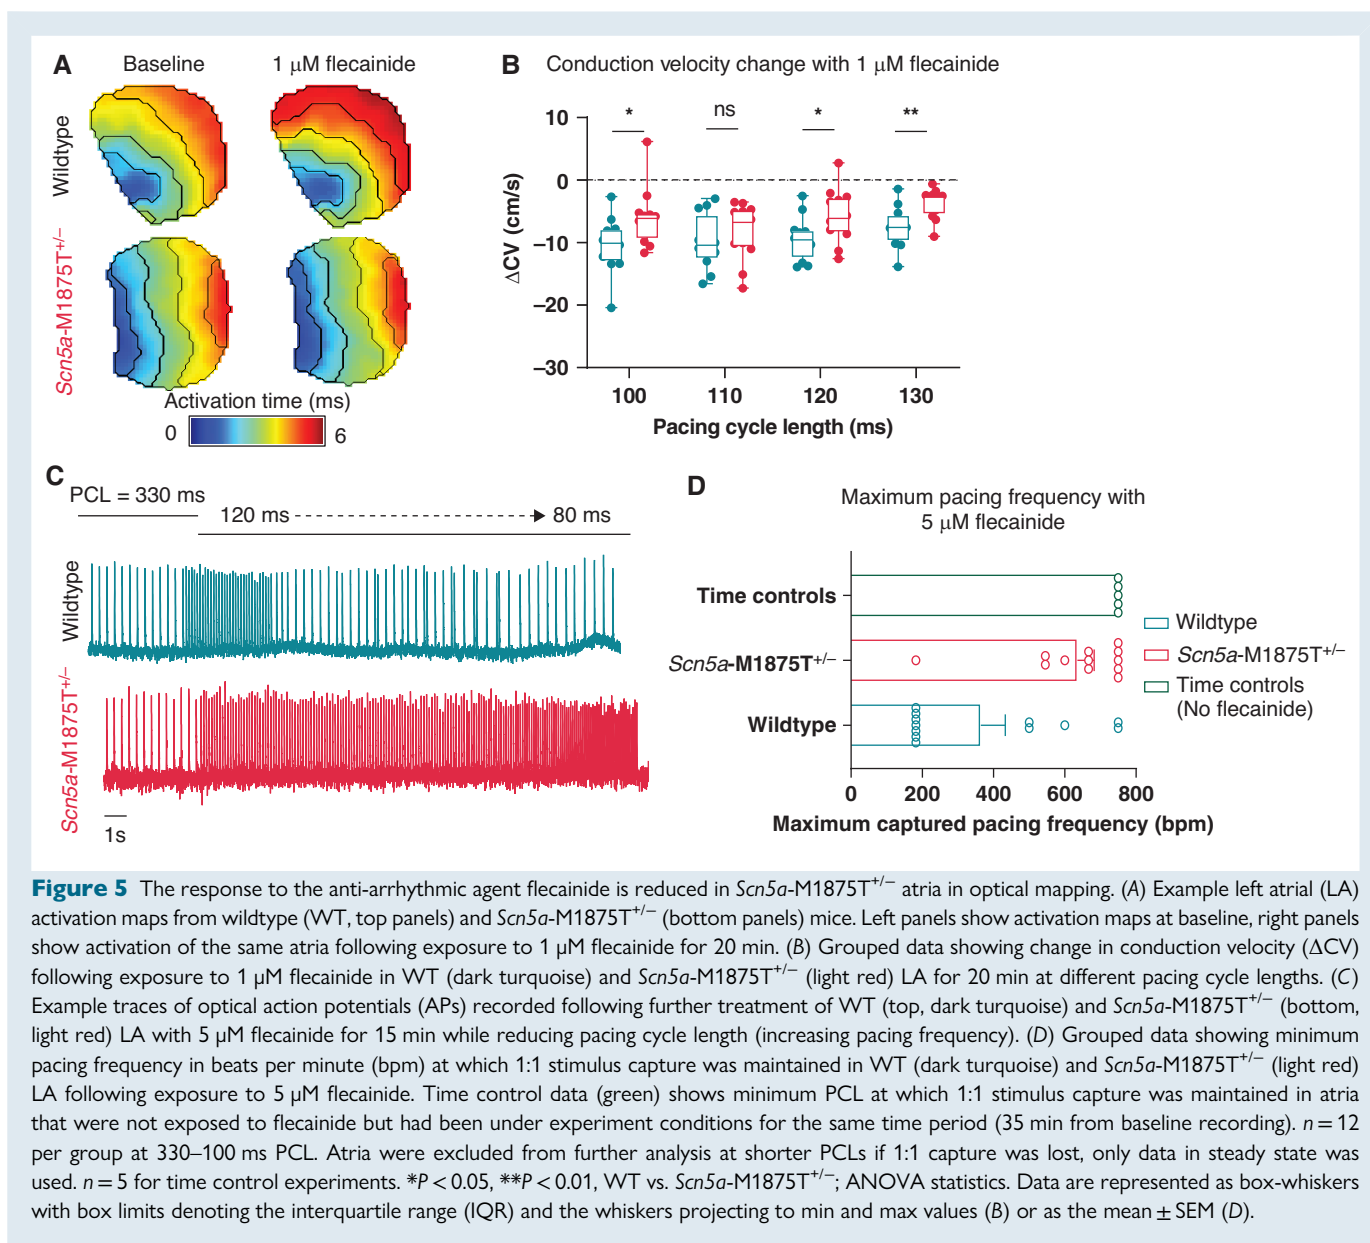 A
Baseline
1 μM flecainide
Wildtype
Scn5a-M1875T+/–
Activation time (ms)
0
6
B
Conduction velocity change with 1 μM flecainide
*
ns
*
**
10
0
–10
–20
–30
ΔCV (cm/s)
100
110
120
130
Pacing cycle length (ms)
C
PCL = 330 ms
120 ms
80 ms
Wildtype
Scn5a-M1875T+/–
1s
D
Maximum pacing frequency with
5 μM flecainide
Time controls
Scn5a-M1875T+/–
Wildtype
0
200
400
600
800
Maximum captured pacing frequency (bpm)
Wildtype
Scn5a-M1875T+/–
Time controls
(No flecainide)
Figure 5 The response to the anti-arrhythmic agent flecainide is reduced in Scn5a-M1875T+/– atria in optical mapping. (A) Example left atrial (LA)
activation maps from wildtype (WT, top panels) and Scn5a-M1875T+/– (bottom panels) mice. Left panels show activation maps at baseline, right panels
show activation of the same atria following exposure to 1 μM flecainide for 20 min. (B) Grouped data showing change in conduction velocity (ΔCV)
following exposure to 1 μM flecainide in WT (dark turquoise) and Scn5a-M1875T+/– (light red) LA for 20 min at different pacing cycle lengths. (C)
Example traces of optical action potentials (APs) recorded following further treatment of WT (top, dark turquoise) and Scn5a-M1875T+/– (bottom,
light red) LA with 5 μM flecainide for 15 min while reducing pacing cycle length (increasing pacing frequency). (D) Grouped data showing minimum
pacing frequency in beats per minute (bpm) at which 1:1 stimulus capture was maintained in WT (dark turquoise) and Scn5a-M1875T+/– (light red)
LA following exposure to 5 μM flecainide. Time control data (green) shows minimum PCL at which 1:1 stimulus capture was maintained in atria
that were not exposed to flecainide but had been under experiment conditions for the same time period (35 min from baseline recording). n = 12
per group at 330–100 ms PCL. Atria were excluded from further analysis at shorter PCLs if 1:1 capture was lost, only data in steady state was
used. n = 5 for time control experiments. *P < 0.05, **P < 0.01, WT vs. Scn5a-M1875T+/–; ANOVA statistics. Data are represented as box-whiskers
with box limits denoting the interquartile range (IQR) and the whiskers projecting to min and max values (B) or as the mean ± SEM (D).